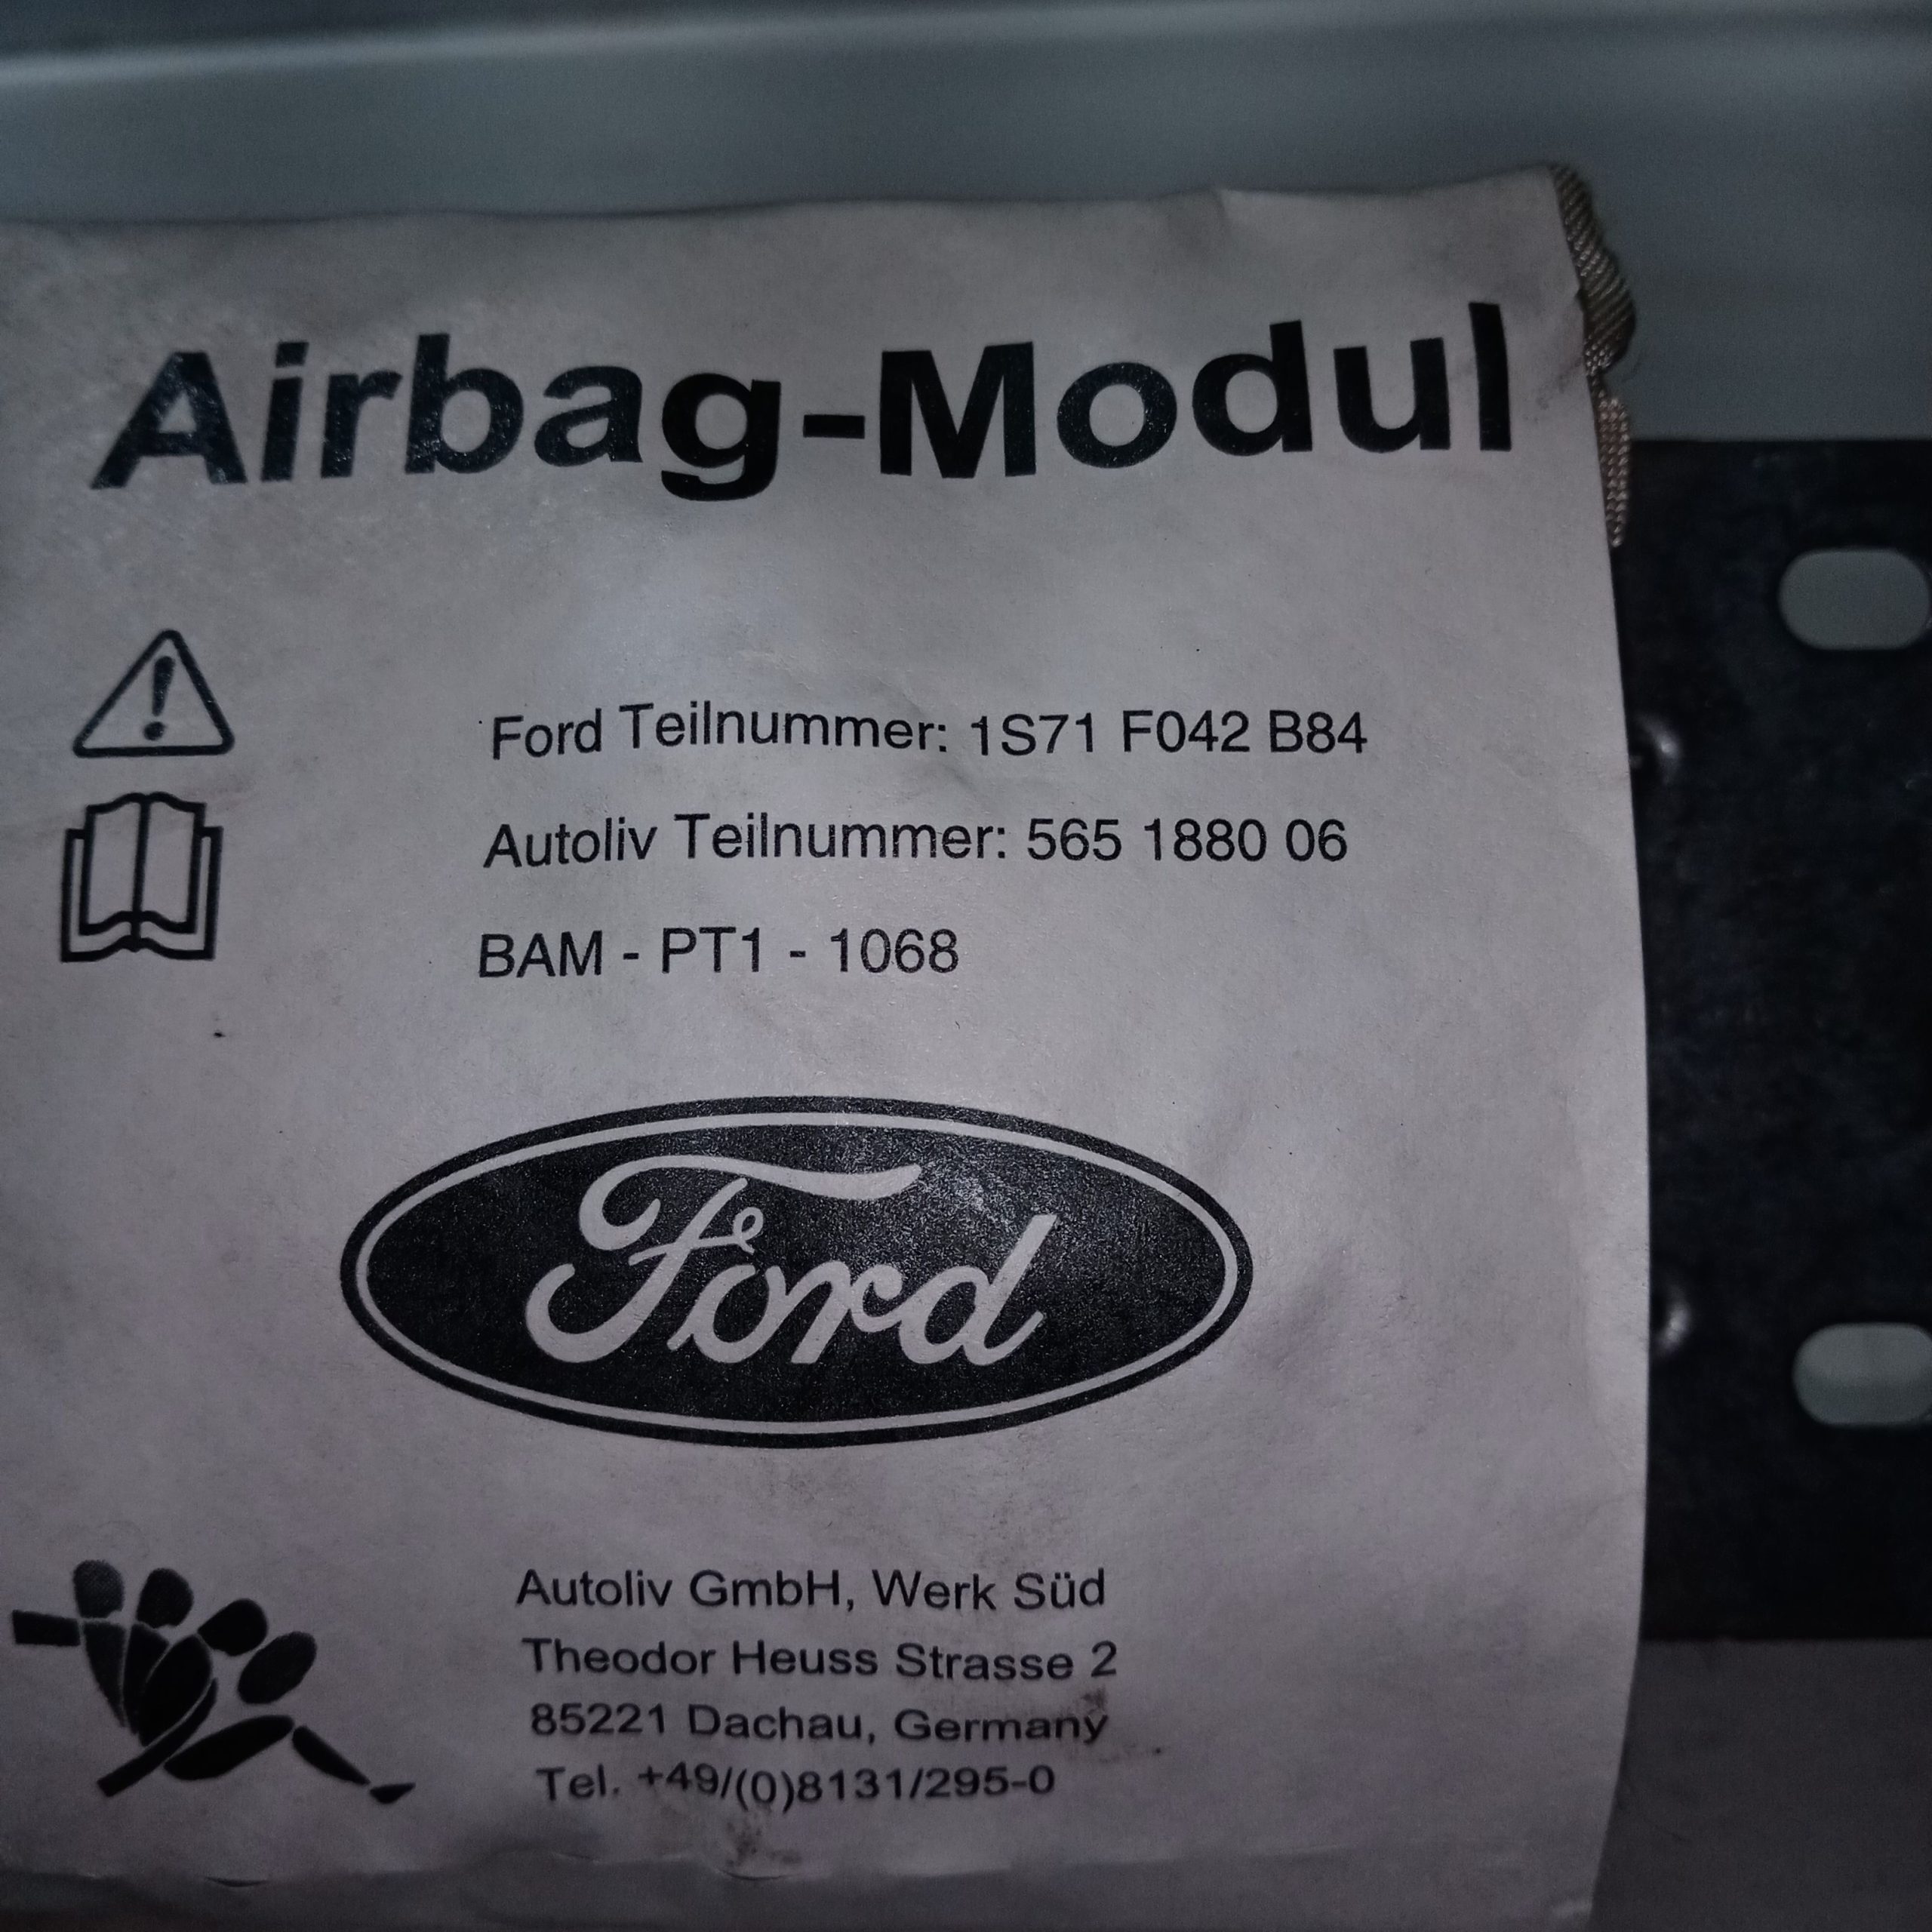 Airbag-Modul
Ford Teilnummer: 1S71 F042 B84
Autoliv Teilnummer: 565 1880 06
BAM - PT1 - 1068
Ford
Autoliv GmbH, Werk Süd
Theodor Heuss Strasse 2
85221 Dachau, Germany
Tel. +49/(0)8131/295-0